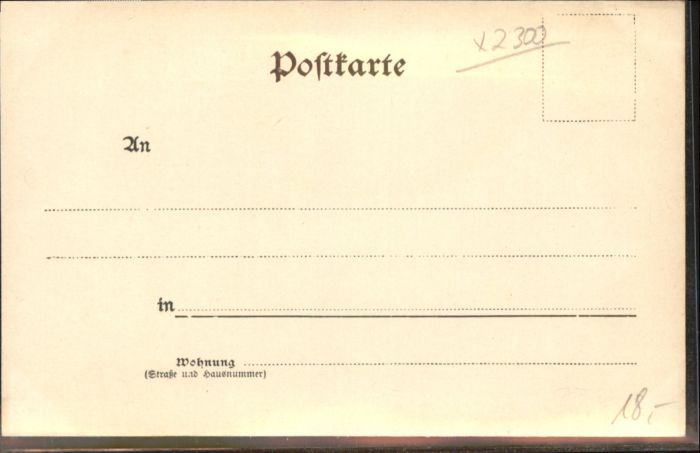 x2300
Postkarte
An
in
Wohnung
(Straße und Hausnummer)
18,-